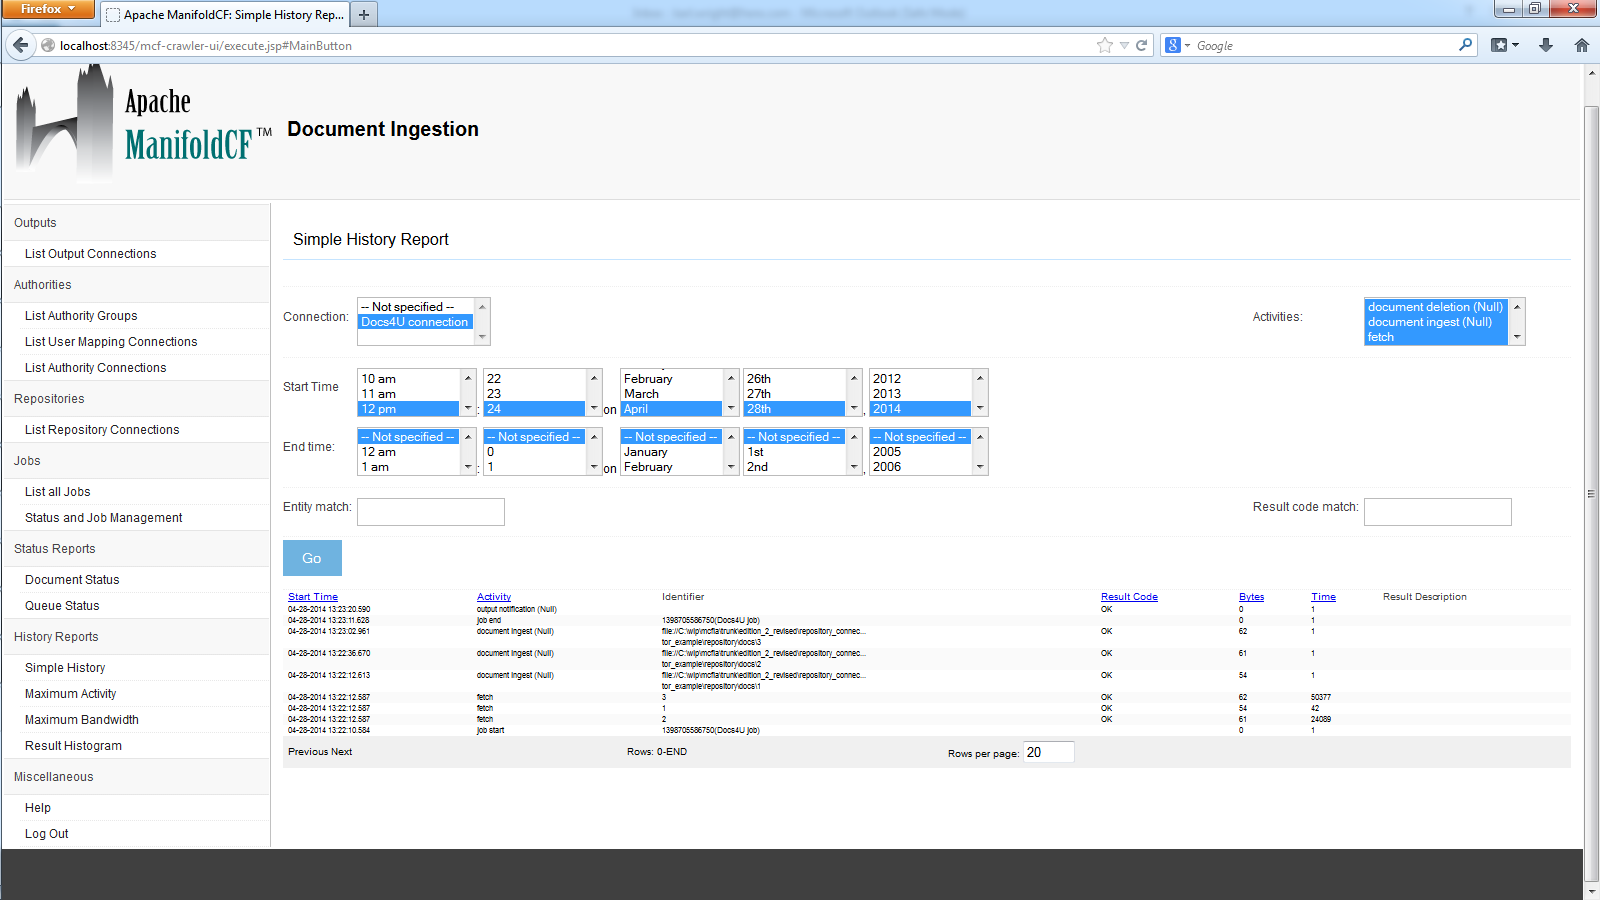 Firefox
Apache ManifoldCF: Simple History Rep...
localhost:8345/mcf-crawler-ui/execute.jsp#MainButton
Google
Apache
ManifoldCF™
Document Ingestion
Outputs
List Output Connections
Authorities
List Authority Groups
List User Mapping Connections
List Authority Connections
Repositories
List Repository Connections
Jobs
List all Jobs
Status and Job Management
Status Reports
Document Status
Queue Status
History Reports
Simple History
Maximum Activity
Maximum Bandwidth
Result Histogram
Miscellaneous
Help
Log Out
Simple History Report
Connection: -- Not specified -- Activities: document deletion (Null)
Docs4U connection document ingest (Null)
fetch
Start Time 10 am 22 February 26th 2012
11 am 23 March 27th 2013
12 pm : 24 on April 28th , 2014
End time: -- Not specified -- -- Not specified -- -- Not specified -- -- Not specified -- -- Not specified --
12 am 0 January 1st 2005
1 am : 1 on February 2nd , 2006
Entity match: Result code match:
Go
Start Time Activity Identifier Result Code Bytes Time Result Description
04-28-2014 13:23:20.590 output notification (Null) OK 0 1
04-28-2014 13:23:11.628 job end 1398705586750(Docs4U job) 0 1
04-28-2014 13:23:02.961 document ingest (Null) file://C:\wip\mcfia\trunk\edition_2_revised\repository_connec... OK 62 1
tor_example\repository\docs\3
04-28-2014 13:22:36.670 document ingest (Null) file://C:\wip\mcfia\trunk\edition_2_revised\repository_connec... OK 61 1
tor_example\repository\docs\2
04-28-2014 13:22:12.613 document ingest (Null) file://C:\wip\mcfia\trunk\edition_2_revised\repository_connec... OK 54 1
tor_example\repository\docs\1
04-28-2014 13:22:12.587 fetch 3 OK 62 50377
04-28-2014 13:22:12.587 fetch 1 OK 54 42
04-28-2014 13:22:12.587 fetch 2 OK 61 24089
04-28-2014 13:22:10.584 job start 1398705586750(Docs4U job) 0 1
Previous Next Rows: 0-END Rows per page: 20